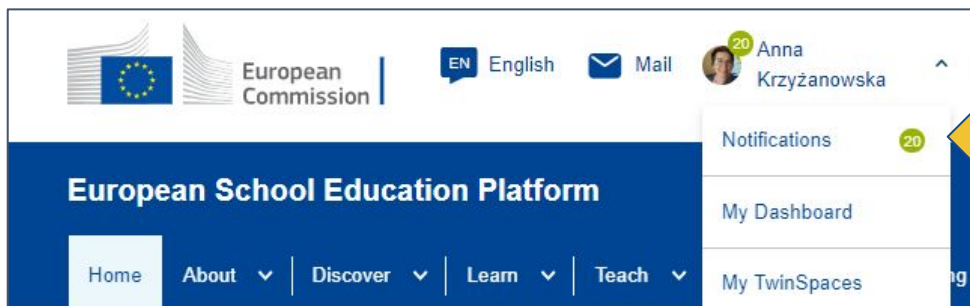 European
Commission
EN English
Mail
20
Anna
Krzyżanowska
Notifications 20
European School Education Platform
My Dashboard
Home About Discover Learn Teach
My TwinSpaces